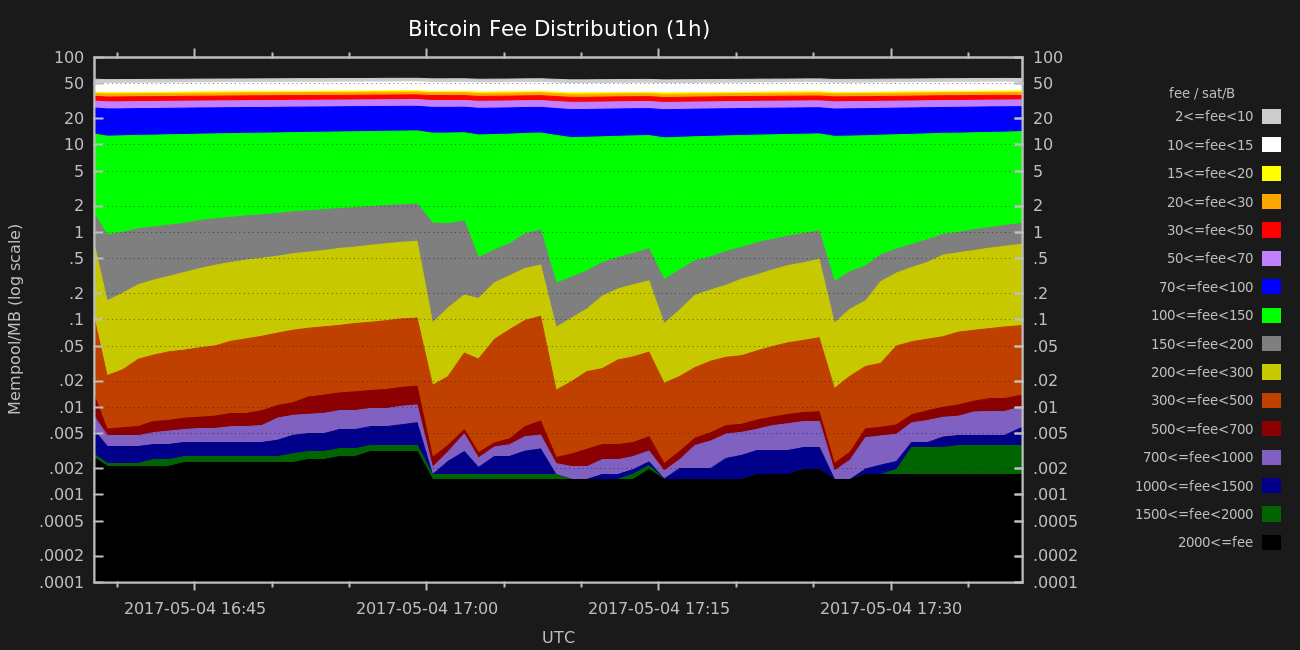 Bitcoin Fee Distribution (1h)
100
50
20
10
5
2
1
.5
.2
.1
.05
.02
.01
.005
.002
.001
.0005
.0002
.0001
Mempool/MB (log scale)
100
50
20
10
5
2
1
.5
.2
.1
.05
.02
.01
.005
.002
.001
.0005
.0002
.0001
2017-05-04 16:45
2017-05-04 17:00
2017-05-04 17:15
2017-05-04 17:30
UTC
fee / sat/B
2<=fee<10
10<=fee<15
15<=fee<20
20<=fee<30
30<=fee<50
50<=fee<70
70<=fee<100
100<=fee<150
150<=fee<200
200<=fee<300
300<=fee<500
500<=fee<700
700<=fee<1000
1000<=fee<1500
1500<=fee<2000
2000<=fee